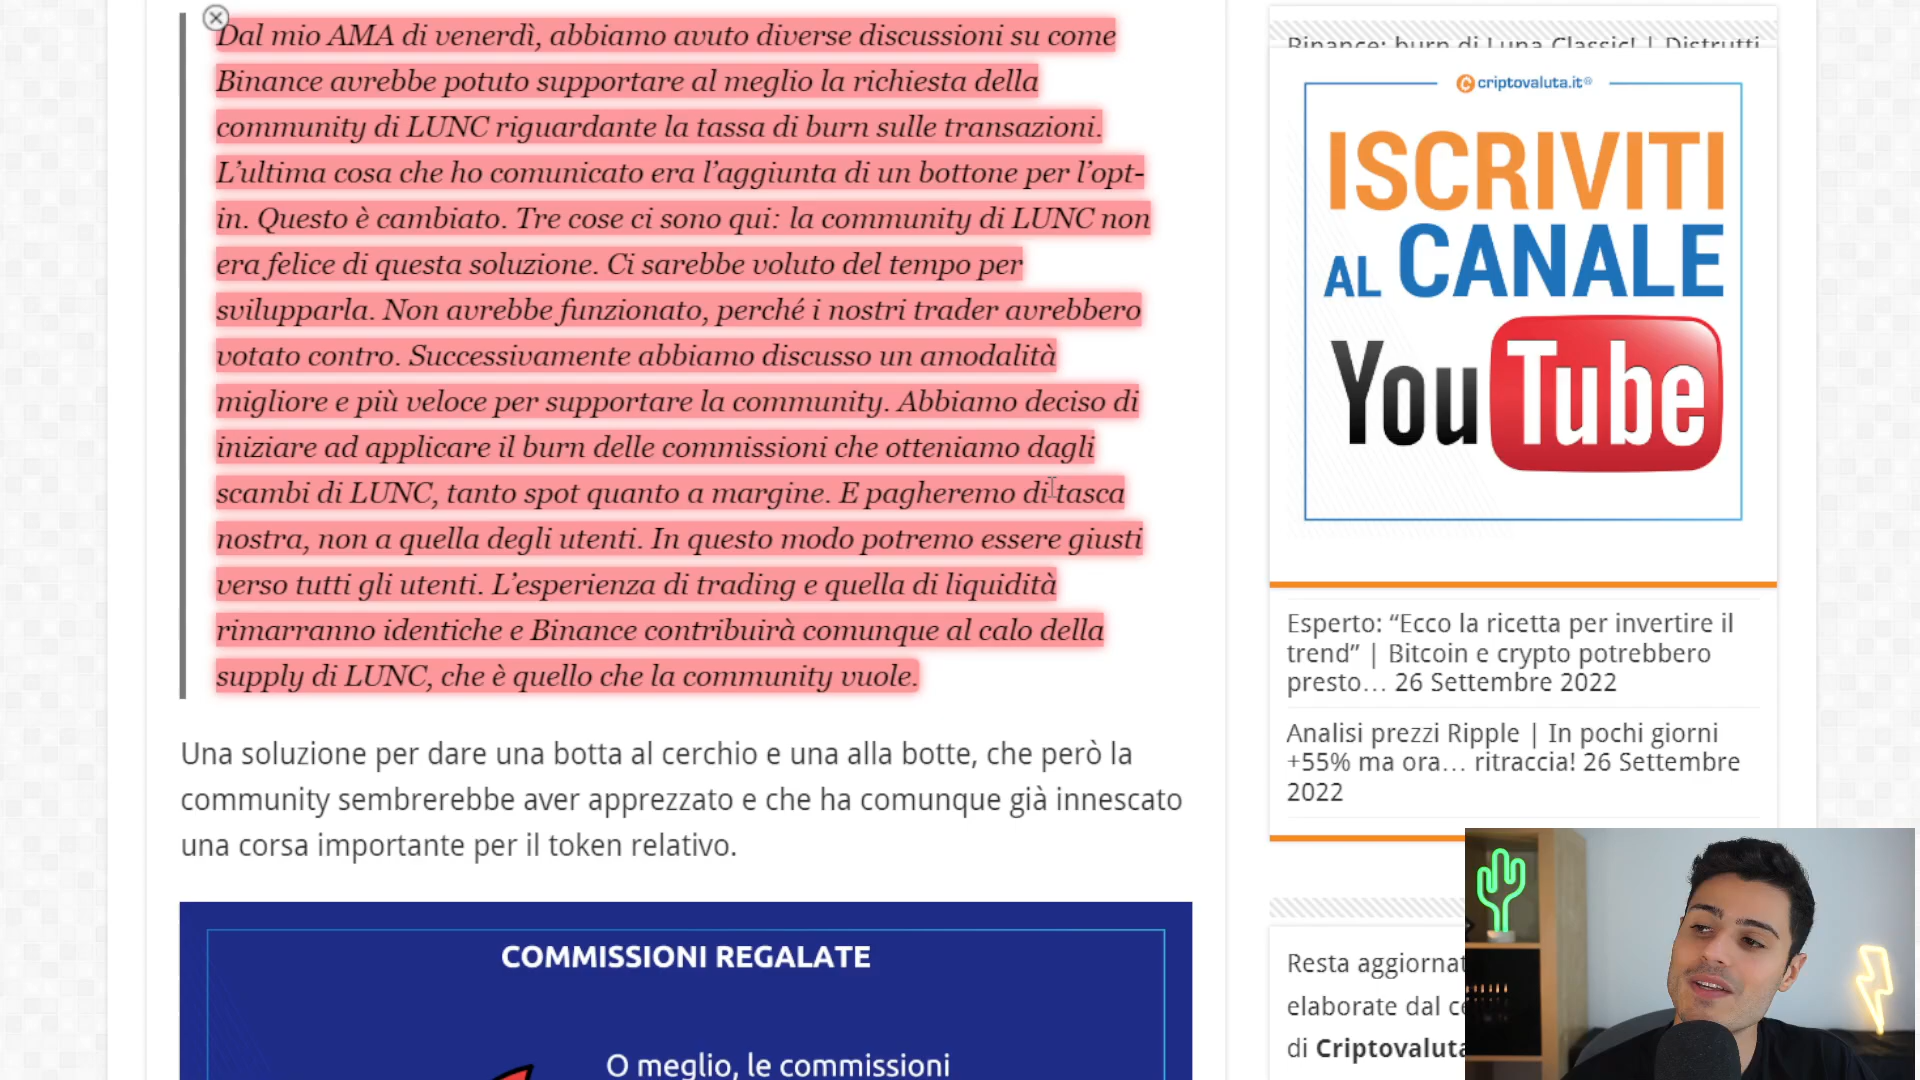 Dal mio AMA di venerdì, abbiamo avuto diverse discussioni su come
Binance avrebbe potuto supportare al meglio la richiesta della
community di LUNC riguardante la tassa di burn sulle transazioni.
L'ultima cosa che ho comunicato era l'aggiunta di un bottone per l'opt-
in. Questo è cambiato. Tre cose ci sono qui: la community di LUNC non
era felice di questa soluzione. Ci sarebbe voluto del tempo per
svilupparla. Non avrebbe funzionato, perché i nostri trader avrebbero
votato contro. Successivamente abbiamo discusso un amodalità
migliore e più veloce per supportare la community. Abbiamo deciso di
iniziare ad applicare il burn delle commissioni che otteniamo dagli
scambi di LUNC, tanto spot quanto a margine. E pagheremo di tasca
nostra, non a quella degli utenti. In questo modo potremo essere giusti
verso tutti gli utenti. L'esperienza di trading e quella di liquidità
rimarranno identiche e Binance contribuirà comunque al calo della
supply di LUNC, che è quello che la community vuole.
Una soluzione per dare una botta al cerchio e una alla botte, che però la
community sembrerebbe aver apprezzato e che ha comunque già innescato
una corsa importante per il token relativo.
COMMISSIONI REGALATE
O meglio, le commissioni
Binance: burn di Luna Classic! | Distrutti
criptovaluta.it®
ISCRIVITI
AL CANALE
YouTube
Esperto: “Ecco la ricetta per invertire il
trend” | Bitcoin e crypto potrebbero
presto… 26 Settembre 2022
Analisi prezzi Ripple | In pochi giorni
+55% ma ora… ritraccia! 26 Settembre
2022
Resta aggiornat
elaborate dal
di Criptovaluta